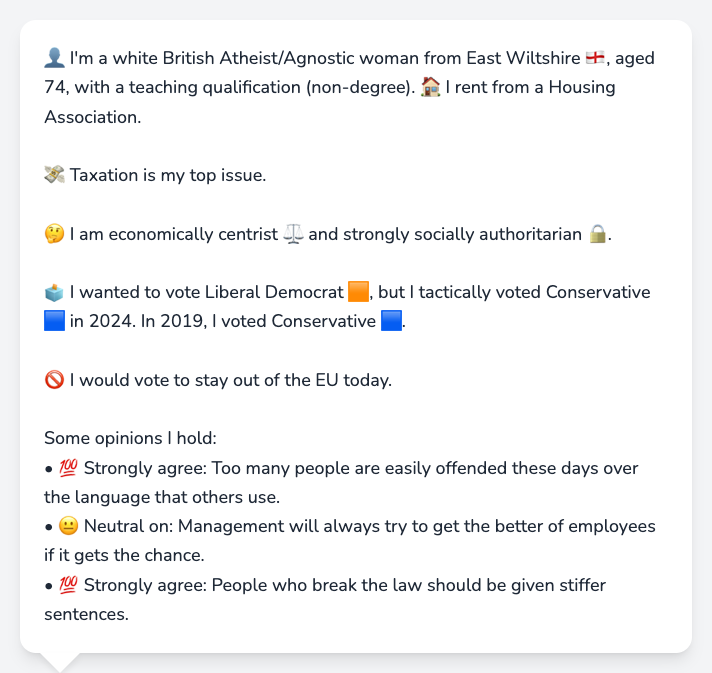 👤 I'm a white British Atheist/Agnostic woman from East Wiltshire 🏴󠁧󠁢󠁥󠁮󠁧󠁿, aged
74, with a teaching qualification (non-degree). 🏠 I rent from a Housing
Association.
💸 Taxation is my top issue.
🤔 I am economically centrist ⚖️ and strongly socially authoritarian 🔒.
🗳️ I wanted to vote Liberal Democrat 🟧, but I tactically voted Conservative
🟦 in 2024. In 2019, I voted Conservative 🟦.
🚫 I would vote to stay out of the EU today.
Some opinions I hold:
• 💯 Strongly agree: Too many people are easily offended these days over
the language that others use.
• 😐 Neutral on: Management will always try to get the better of employees
if it gets the chance.
• 💯 Strongly agree: People who break the law should be given stiffer
sentences.